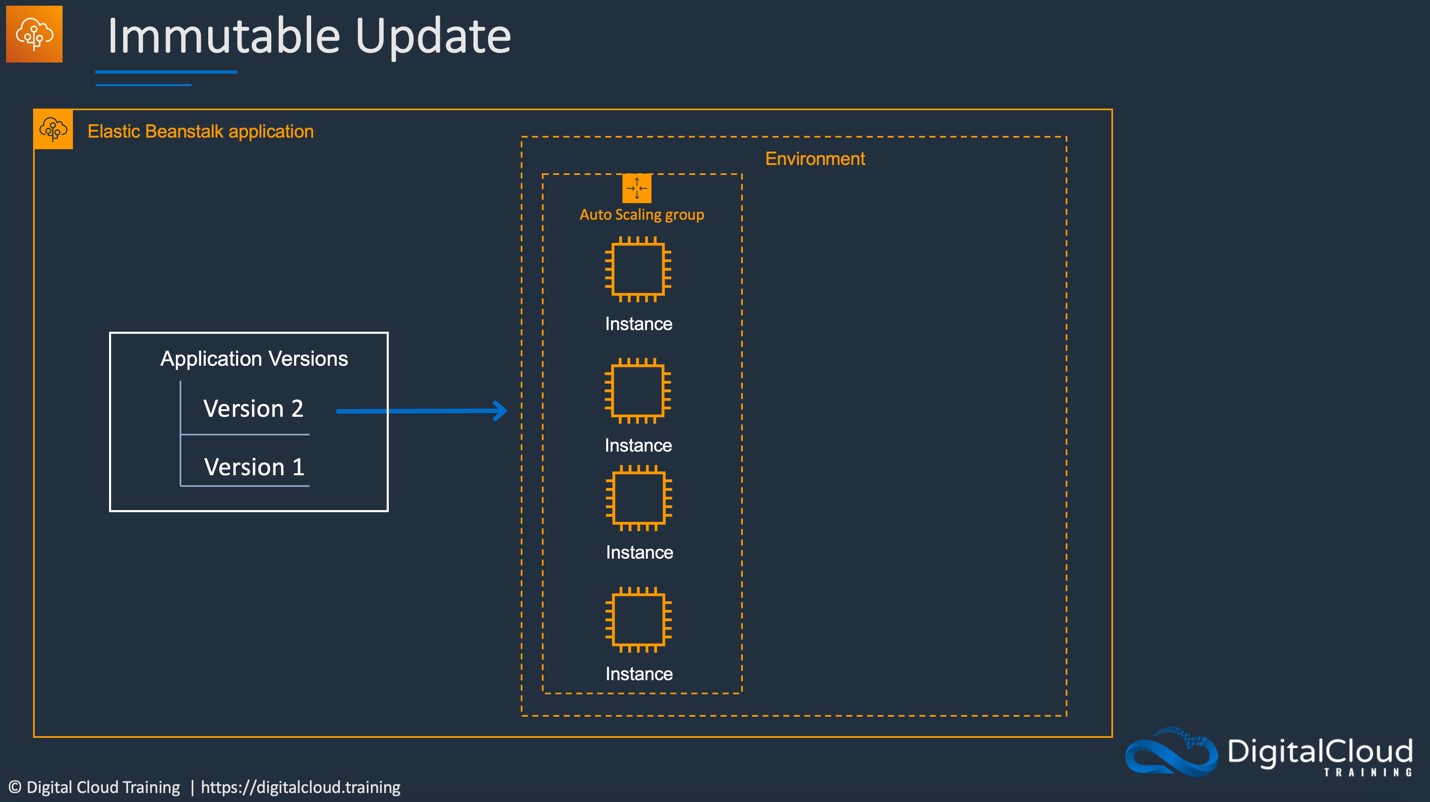 Immutable Update
Elastic Beanstalk application
Environment
Auto Scaling group
Instance
Instance
Instance
Instance
Application Versions
Version 2
Version 1
DigitalCloud
TRAINING
© Digital Cloud Training | https://digitalcloud.training